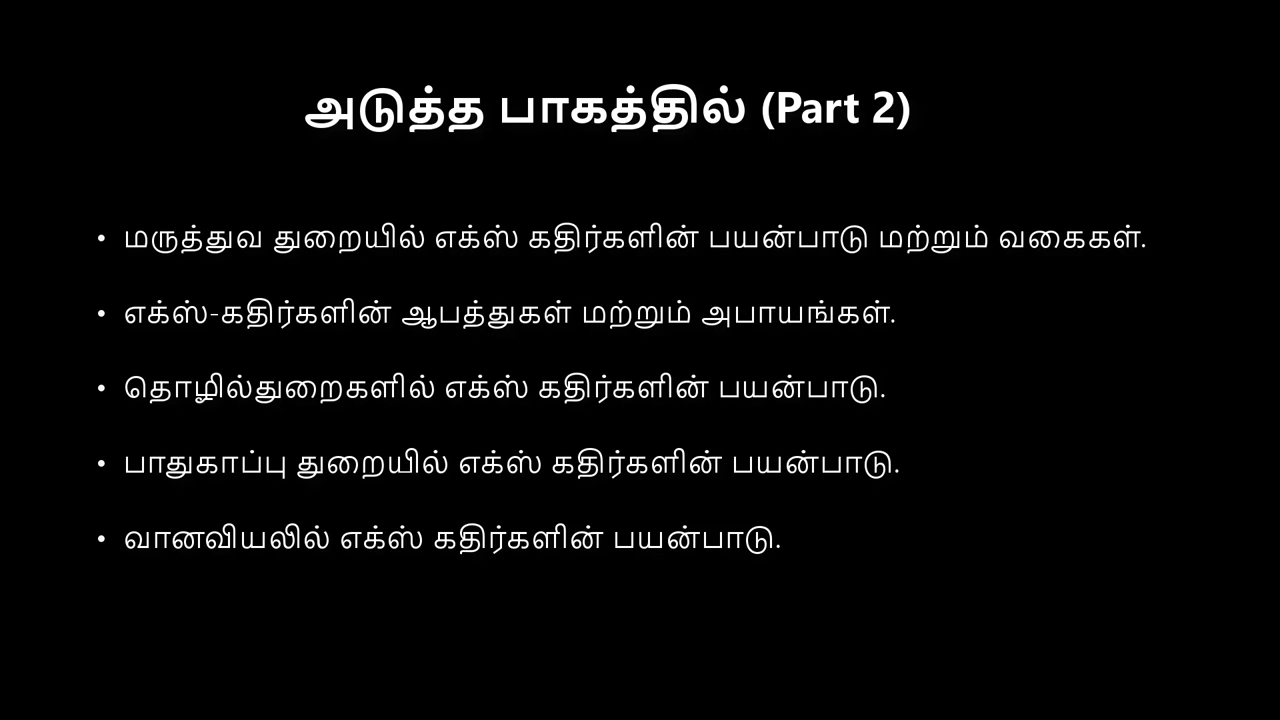 அடுத்த பாகத்தில் (Part 2)
• மருத்துவ துறையில் எக்ஸ் கதிர்களின் பயன்பாடு மற்றும் வகைகள்.
• எக்ஸ்-கதிர்களின் ஆபத்துகள் மற்றும் அபாயங்கள்.
• தொழில்துறைகளில் எக்ஸ் கதிர்களின் பயன்பாடு.
• பாதுகாப்பு துறையில் எக்ஸ் கதிர்களின் பயன்பாடு.
• வானவியலில் எக்ஸ் கதிர்களின் பயன்பாடு.